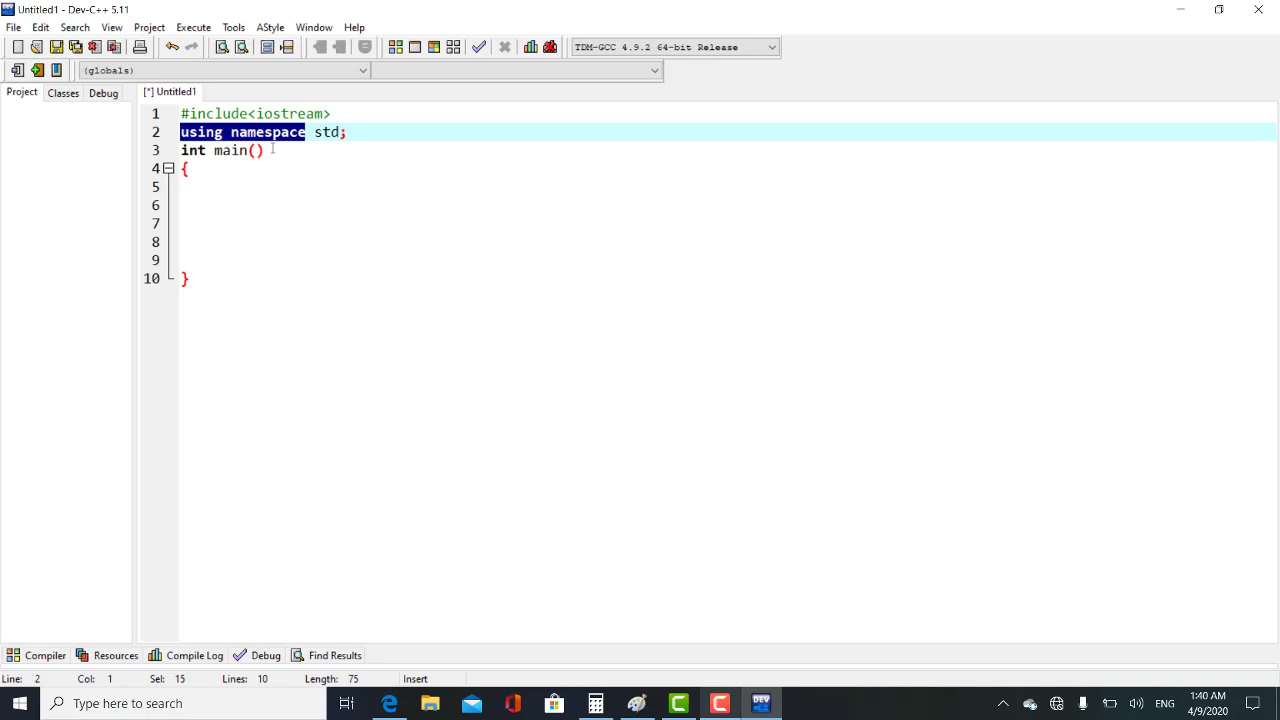 Untitled1 - Dev-C++ 5.11
File Edit Search View Project Execute Tools AStyle Window Help
TDM-GCC 4.9.2 64-bit Release
(globals)
Project Classes Debug [*] Untitled1
1 #include<iostream>
2 using namespace std;
3 int main()
4 {
5
6
7
8
9
10 }
Compiler Resources Compile Log Debug Find Results
Line: 2 Col: 1 Sel: 15 Lines: 10 Length: 75 Insert
Type here to search
ENG
1:40 AM
4/9/2020